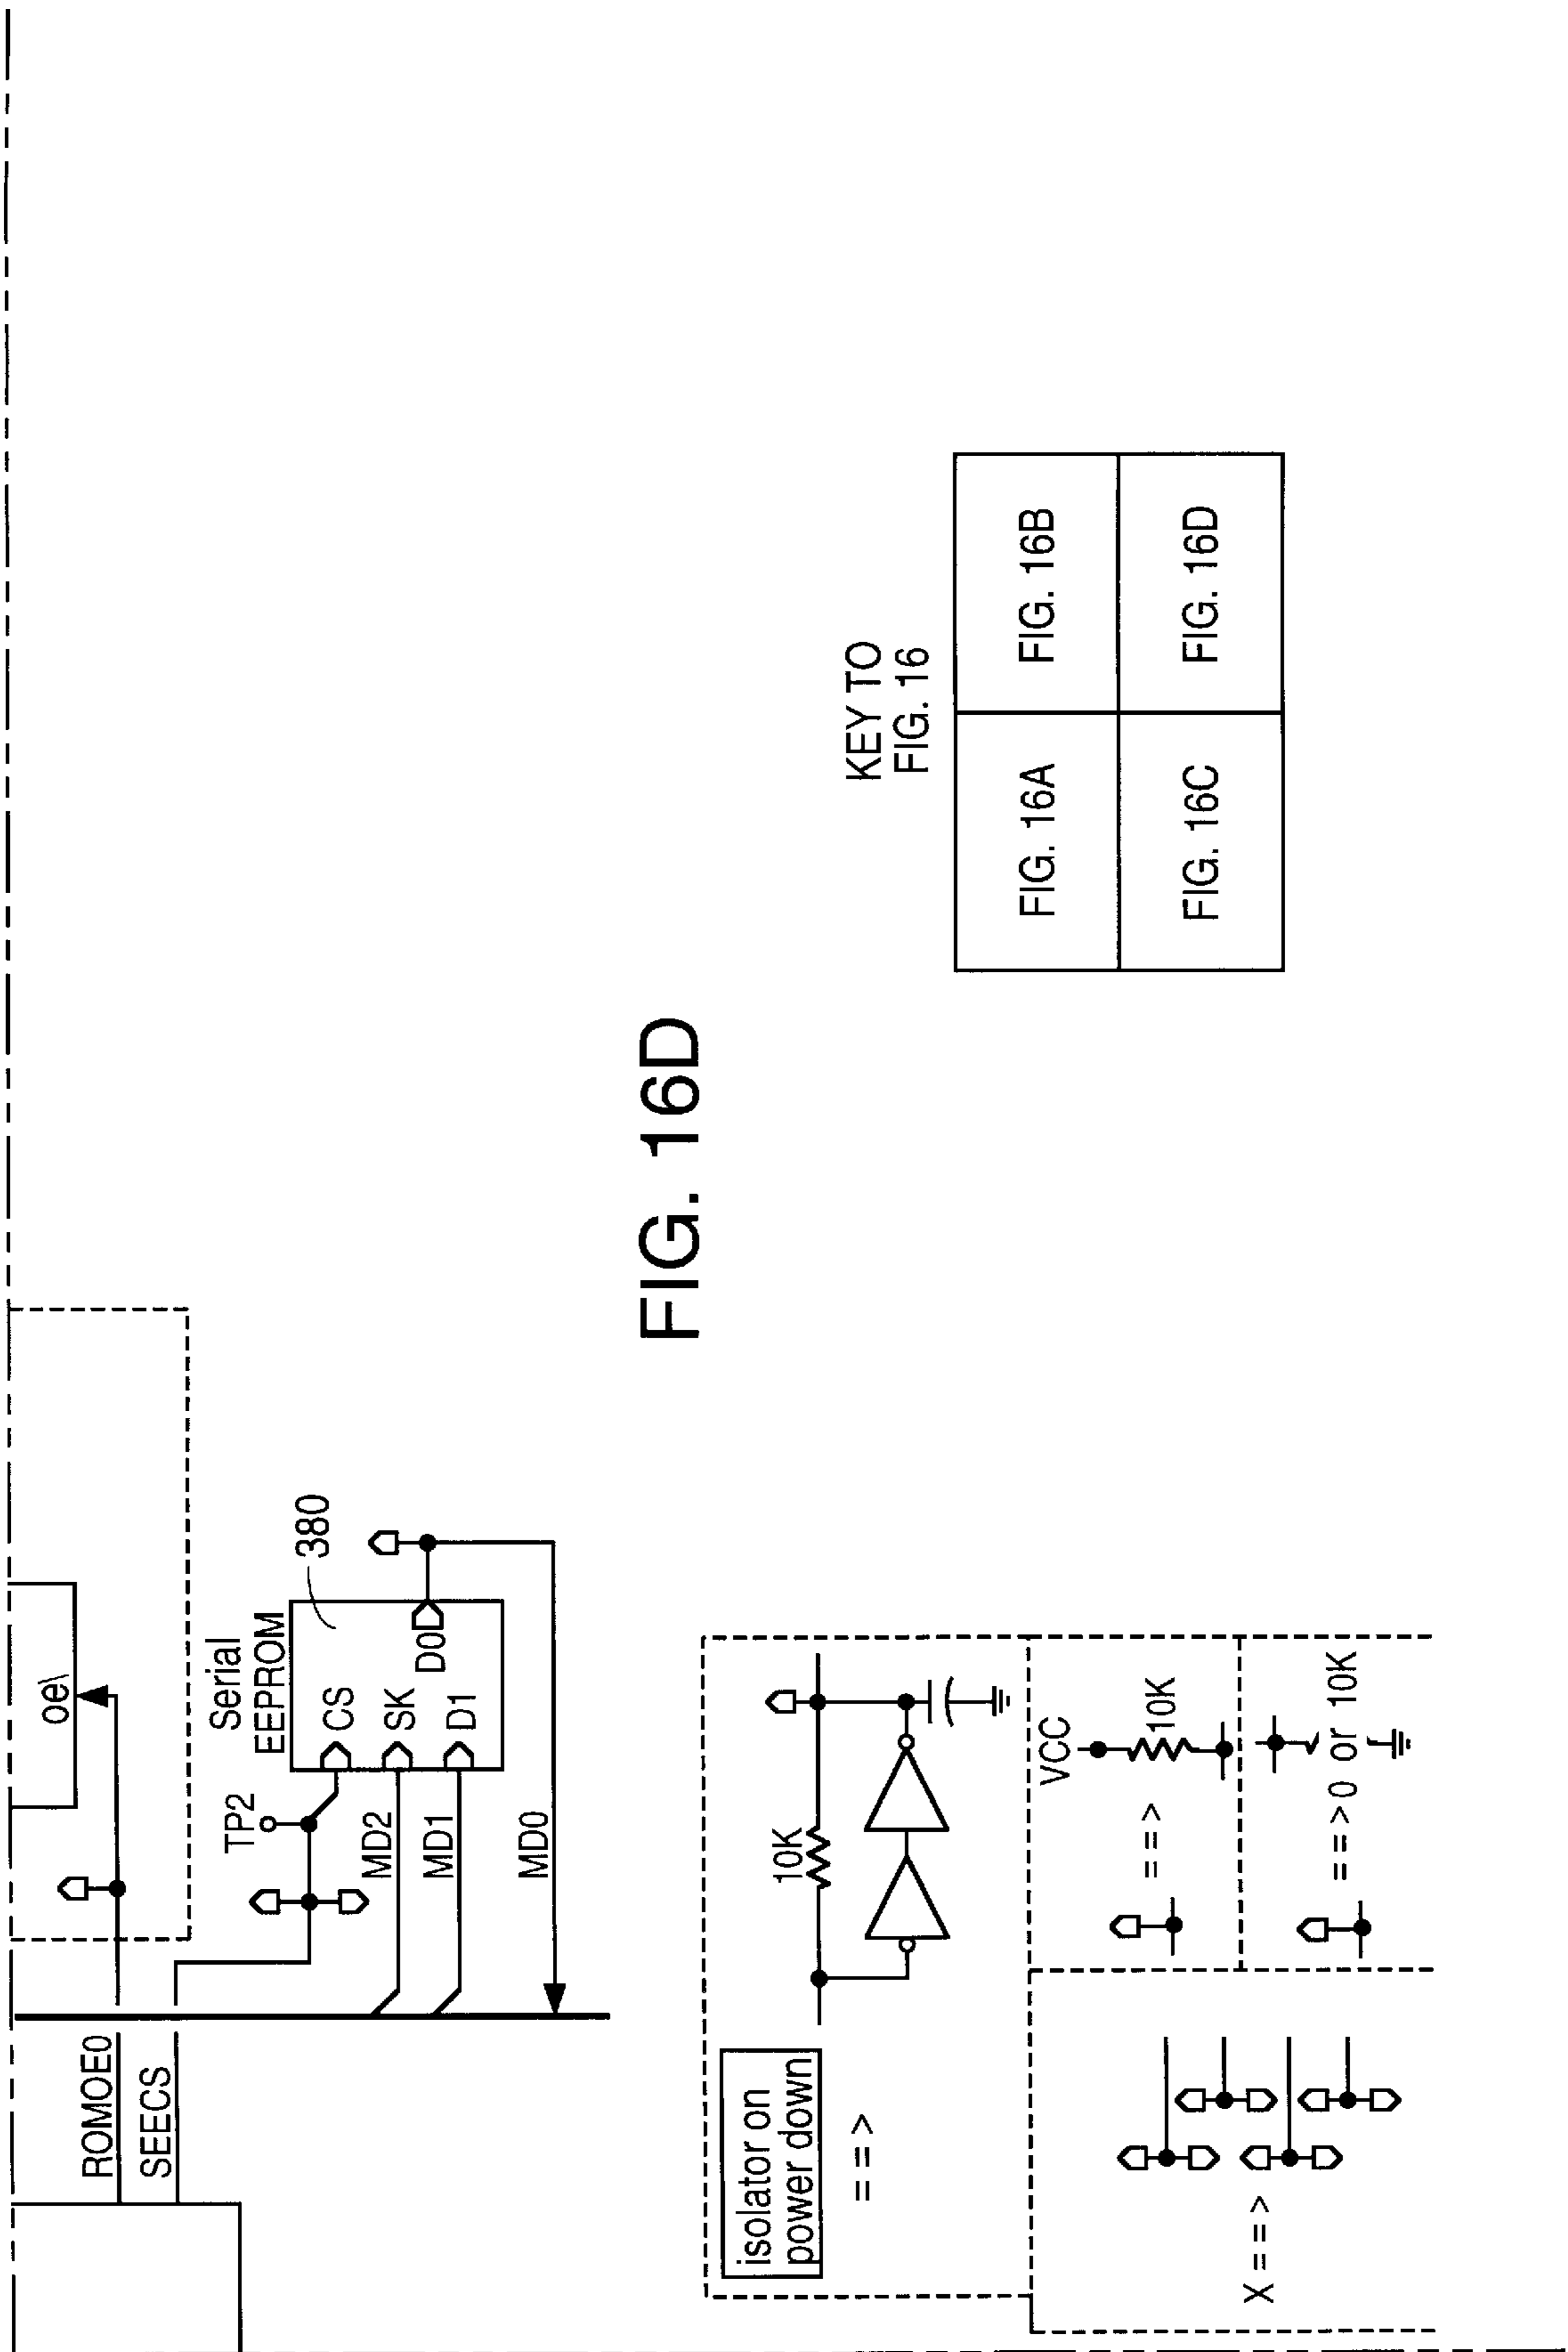 ROMOE0
SEECS
oe\
Serial
EEPROM
380
TP2
CS
MD2
SK
MD1
D1
D0
MD0
FIG. 16D
isolator on
power down
==>
10K
X ==>
==>
VCC
10K
==>0 or 10K
KEY TO
FIG. 16
FIG. 16A
FIG. 16B
FIG. 16C
FIG. 16D